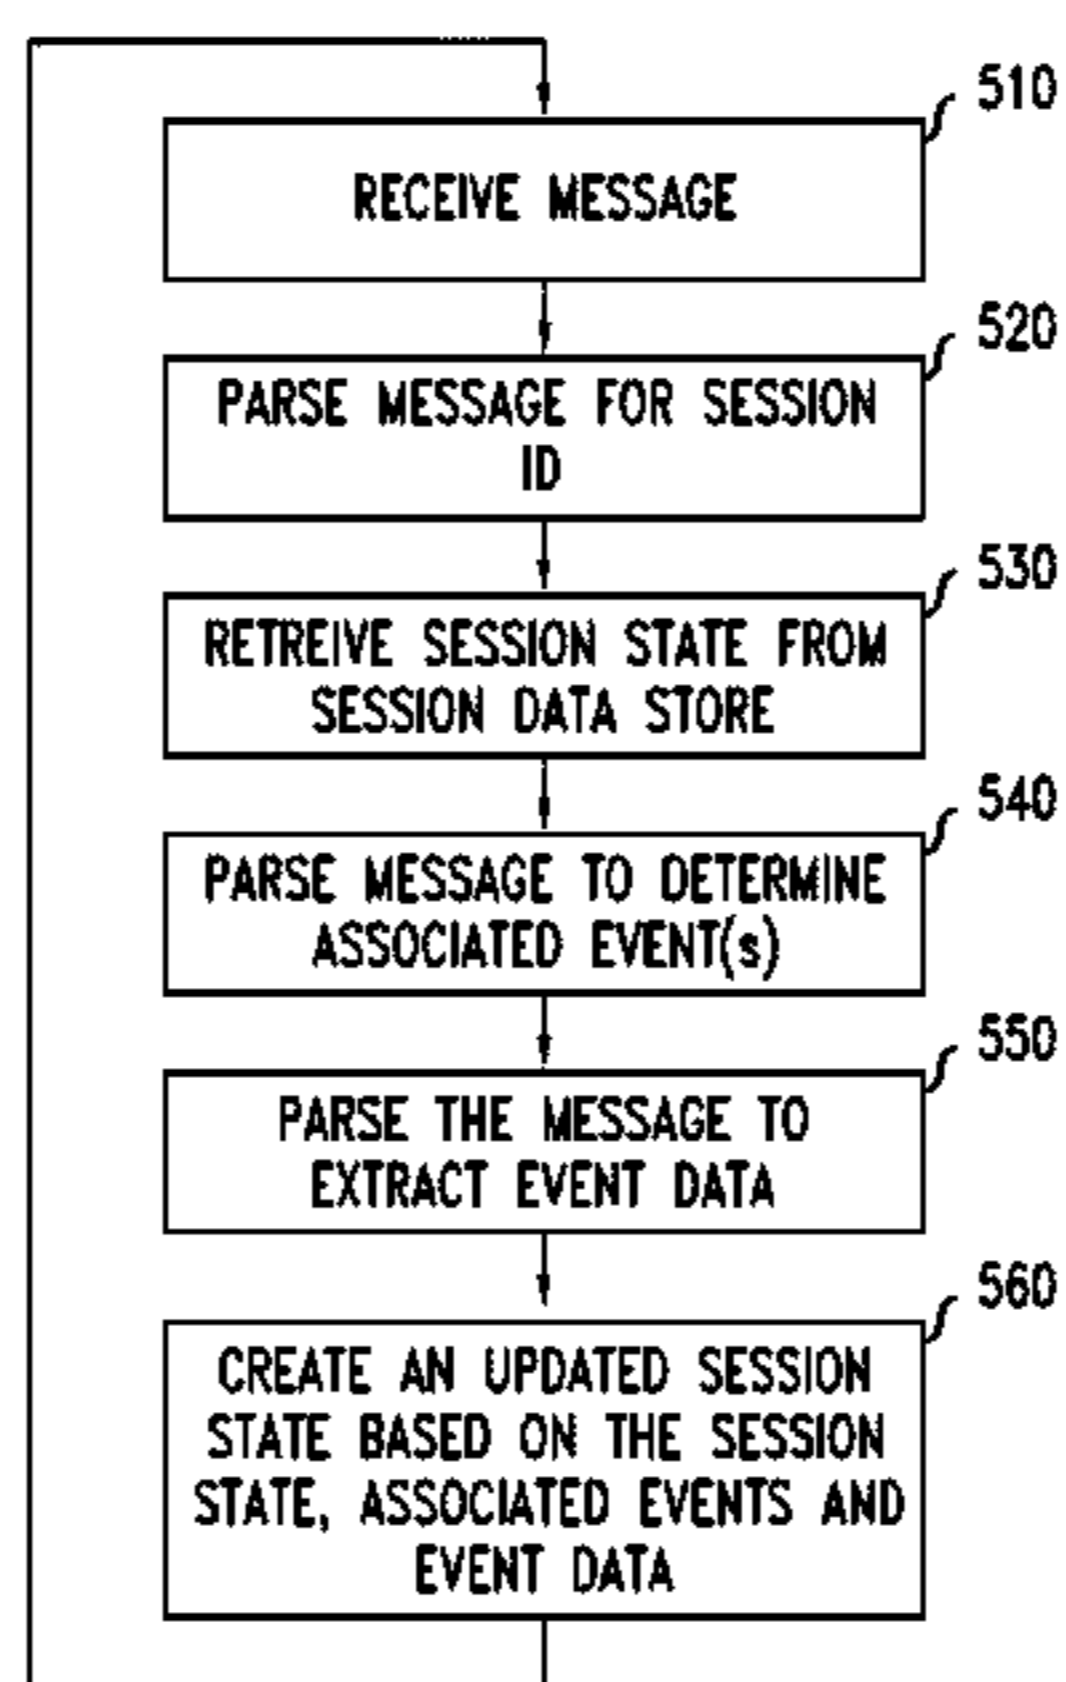 510
RECEIVE MESSAGE
520
PARSE MESSAGE FOR SESSION
ID
530
RETREIVE SESSION STATE FROM
SESSION DATA STORE
540
PARSE MESSAGE TO DETERMINE
ASSOCIATED EVENT(s)
550
PARSE THE MESSAGE TO
EXTRACT EVENT DATA
560
CREATE AN UPDATED SESSION
STATE BASED ON THE SESSION
STATE, ASSOCIATED EVENTS AND
EVENT DATA